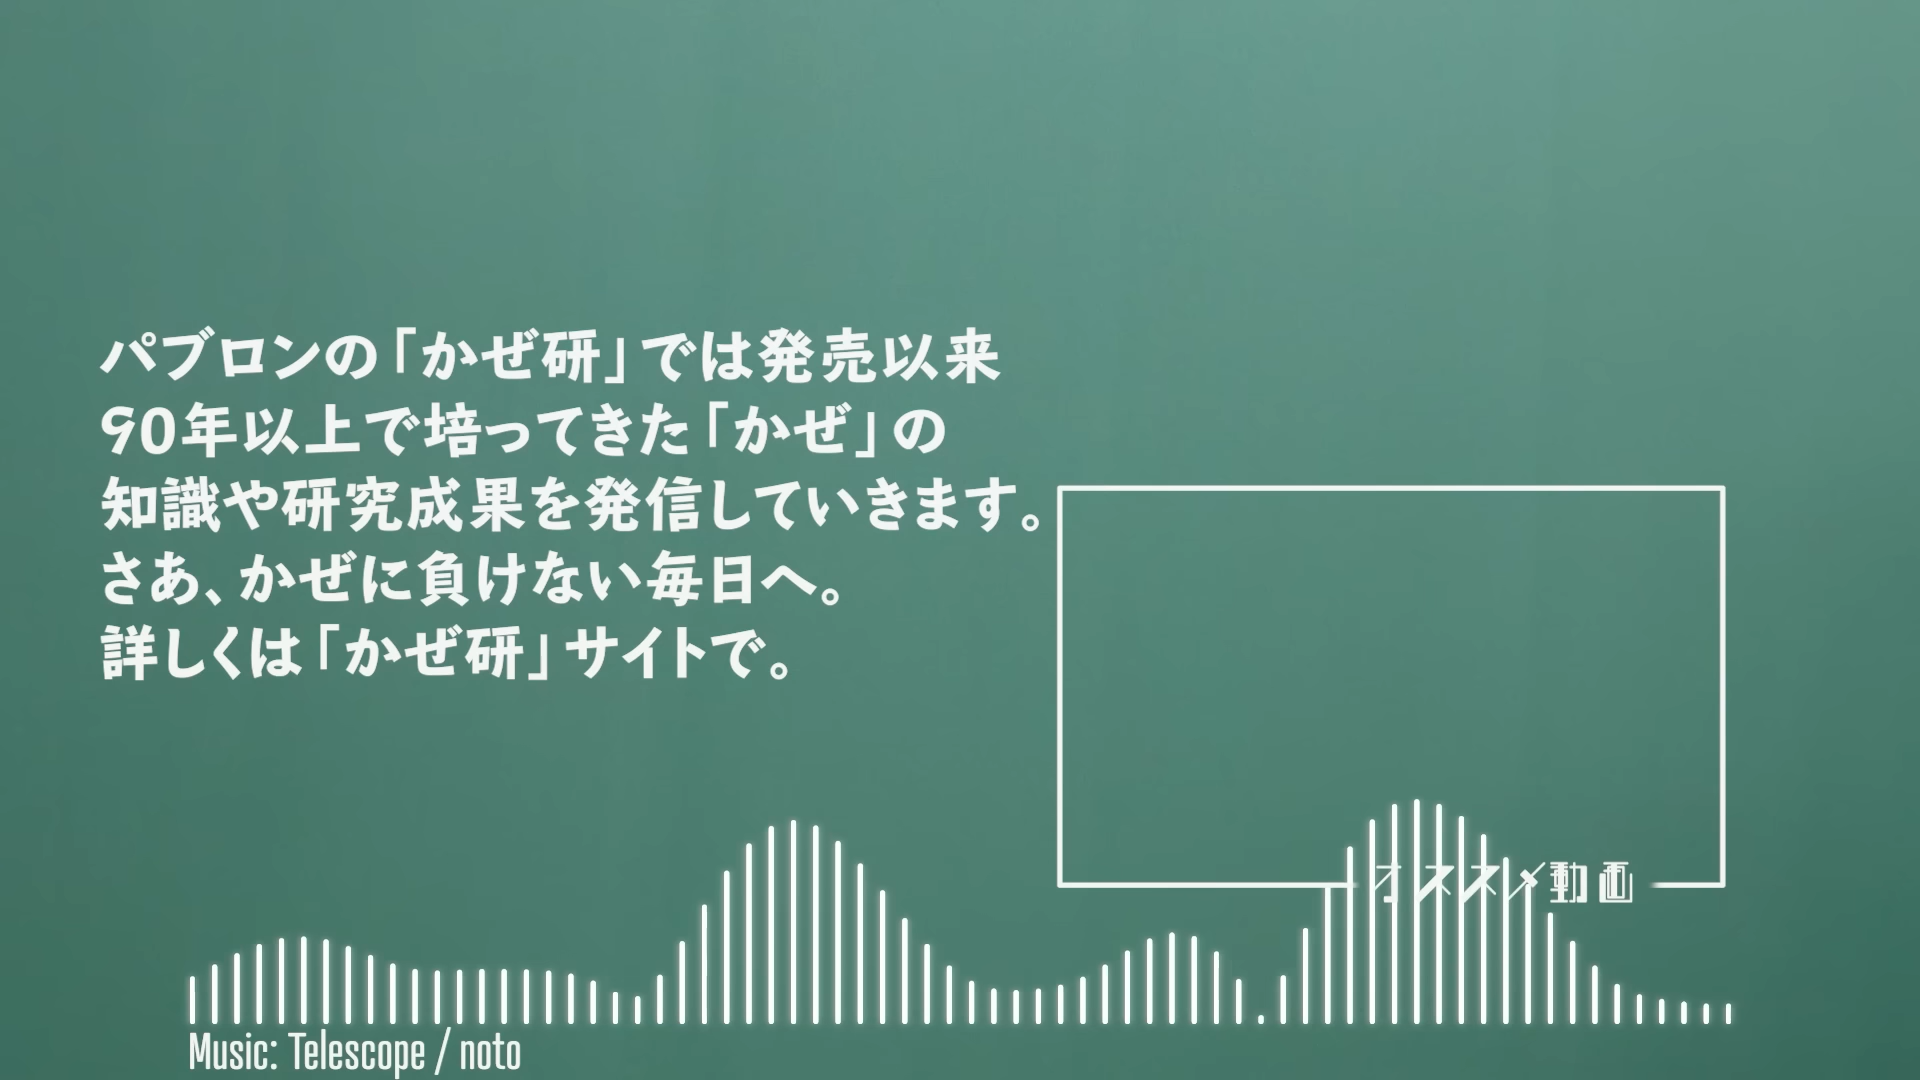 パブロンの「かぜ研」では発売以来
90年以上で培ってきた「かぜ」の
知識や研究成果を発信していきます。
さあ、かぜに負けない毎日へ。
詳しくは「かぜ研」サイトで。
オススメ動画
Music: Telescope / noto